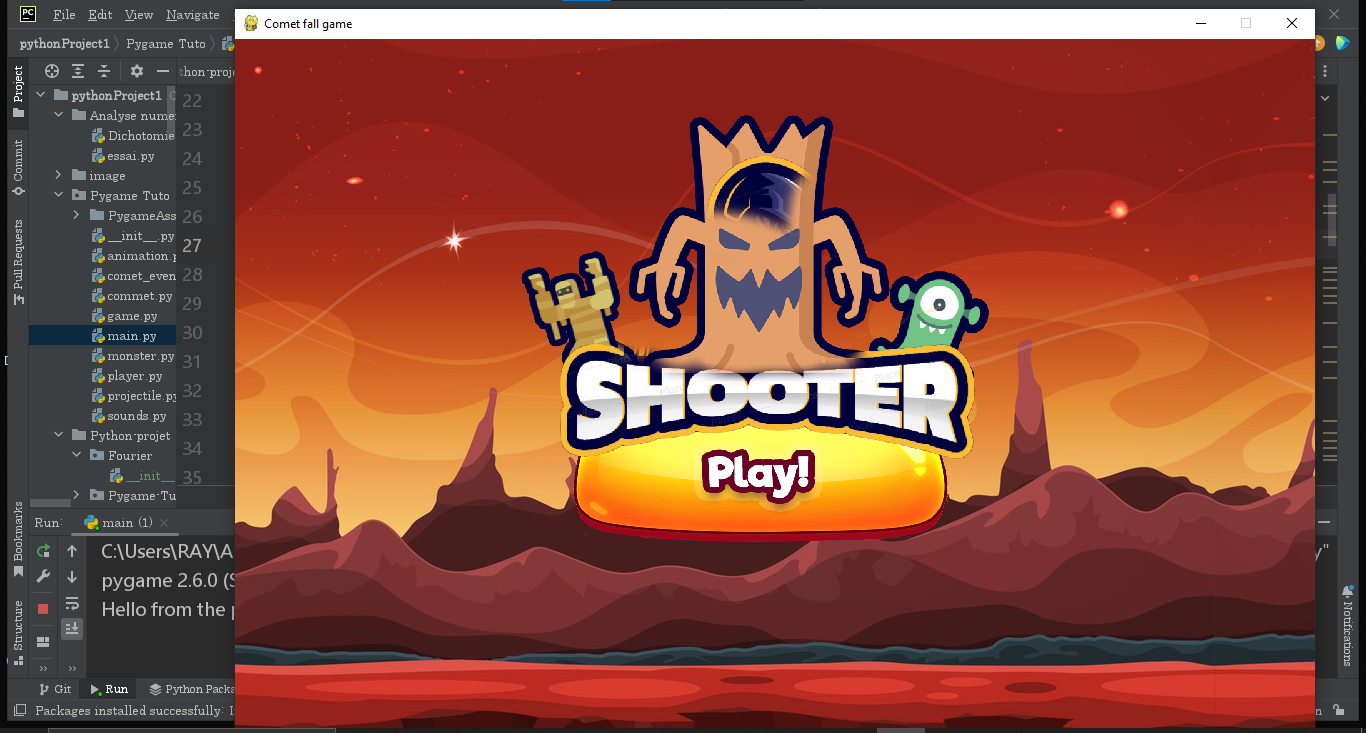 PC File Edit View Navigate
Comet fall game
pythonProject1 Pygame Tuto
Project
Commit
Pull Requests
Bookmarks
Structure
pythonProject1
Analyse nume
Dichotomie
essai.py
image
Pygame Tuto
PygameAss
__init__.py
animation.p
comet_even
commet.py
game.py
main.py
monster.py
player.py
projectile.py
sounds.py
Python-projet
Fourier
__init__
Pygame-Tu
thon-proje
22
23
24
25
26
27
28
29
30
31
32
33
34
35
SHOOTER
Play!
Run: main (1)
C:\Users\RAY\A
y"
pygame 2.6.0 (S
Hello from the p
Notifications
Git Run Python Packa
Packages installed successfully: I